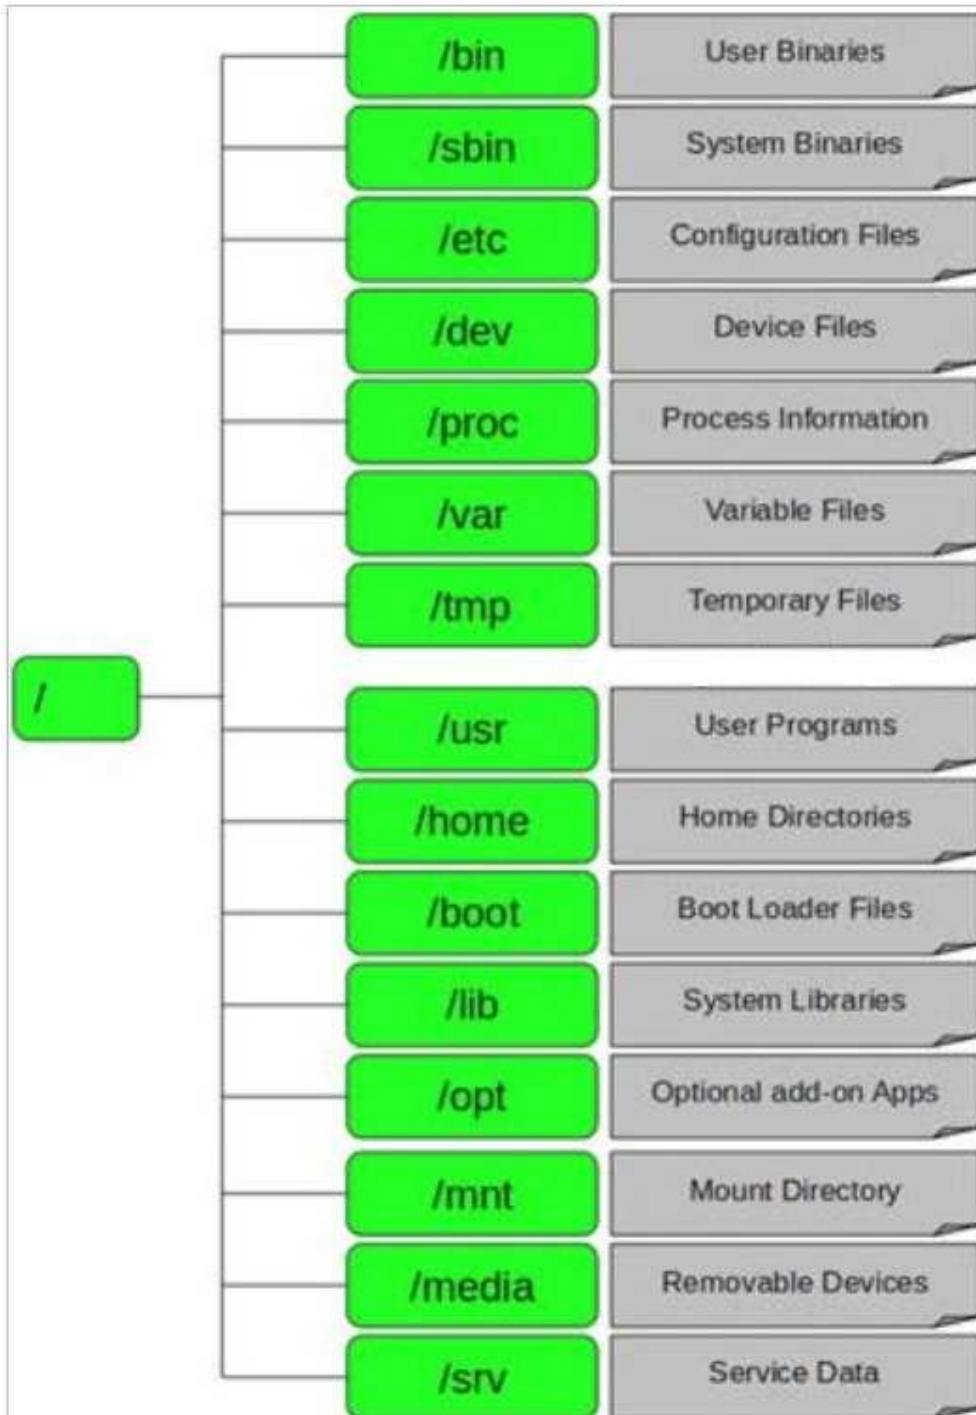 /bin
User Binaries
/sbin
System Binaries
/etc
Configuration Files
/dev
Device Files
/proc
Process Information
/var
Variable Files
/tmp
Temporary Files
/
/usr
User Programs
/home
Home Directories
/boot
Boot Loader Files
/lib
System Libraries
/opt
Optional add-on Apps
/mnt
Mount Directory
/media
Removable Devices
/srv
Service Data